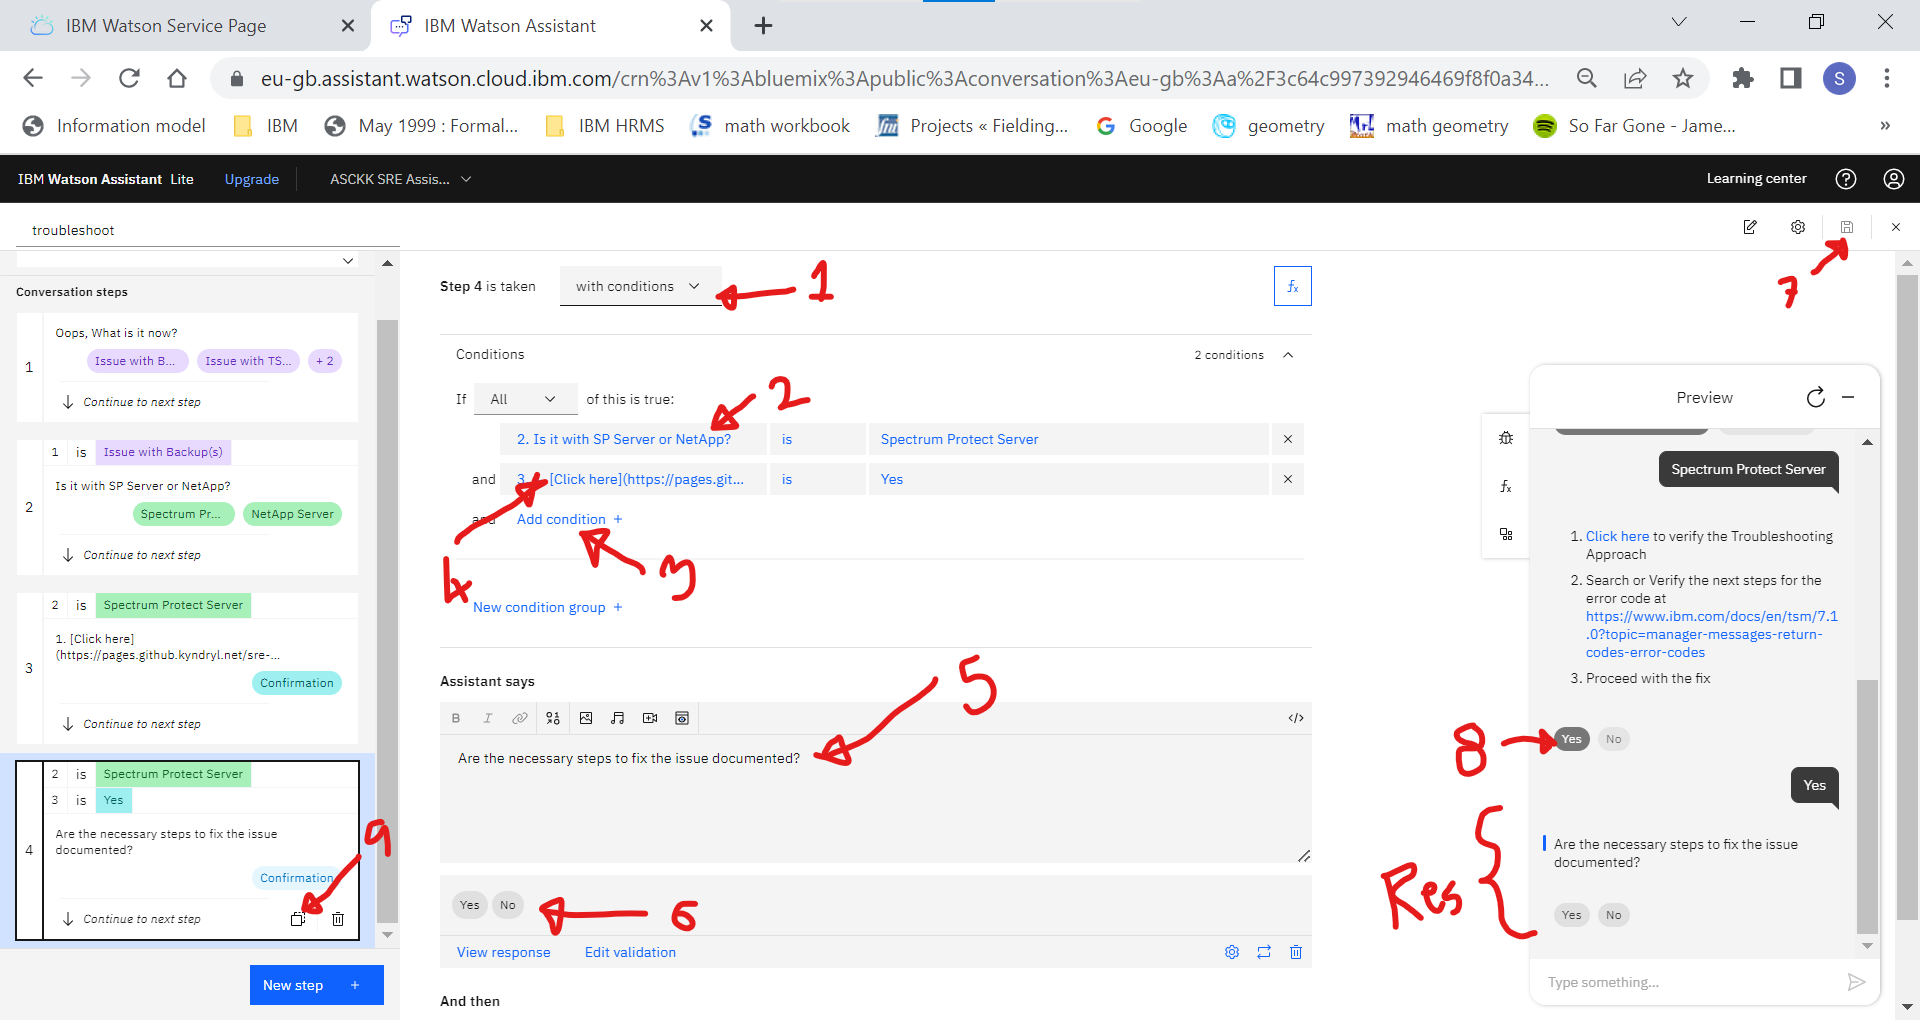 IBM Watson Service Page
IBM Watson Assistant
eu-gb.assistant.watson.cloud.ibm.com/crn%3Av1%3Abluemix%3Apublic%3Aconversation%3Aeu-gb%3Aa%2F3c64c997392946469f8f0a34...
S
Information model
IBM
May 1999 : Formal...
IBM HRMS
math workbook
Projects « Fielding...
Google
geometry
math geometry
So Far Gone - Jame...
»
IBM Watson Assistant Lite
Upgrade
ASCKK SRE Assis...
Learning center
troubleshoot
7
Conversation steps
1
Oops, What is it now?
Issue with B...
Issue with TS...
+ 2
Continue to next step
2
1 is Issue with Backup(s)
Is it with SP Server or NetApp?
Spectrum Pr...
NetApp Server
Continue to next step
3
2 is Spectrum Protect Server
1. [Click here]
(https://pages.github.kyndryl.net/sre-...
Confirmation
Continue to next step
4
2 is Spectrum Protect Server
3 is Yes
Are the necessary steps to fix the issue
documented?
Confirmation
9
Continue to next step
New step +
Step 4 is taken with conditions
1
fx
Conditions
2 conditions
If All of this is true:
2
2. Is it with SP Server or NetApp? is Spectrum Protect Server
and 3. [Click here](https://pages.git... is Yes
and Add condition +
3
4
New condition group +
Assistant says
5
B I
</>
Are the necessary steps to fix the issue documented?
Yes No
6
View response Edit validation
And then
fx
Preview
Spectrum Protect Server
1. Click here to verify the Troubleshooting
Approach
2. Search or Verify the next steps for the
error code at
https://www.ibm.com/docs/en/tsm/7.1
.0?topic=manager-messages-return-
codes-error-codes
3. Proceed with the fix
8
Yes No
Yes
Res
Are the necessary steps to fix the issue
documented?
Yes No
Type something...